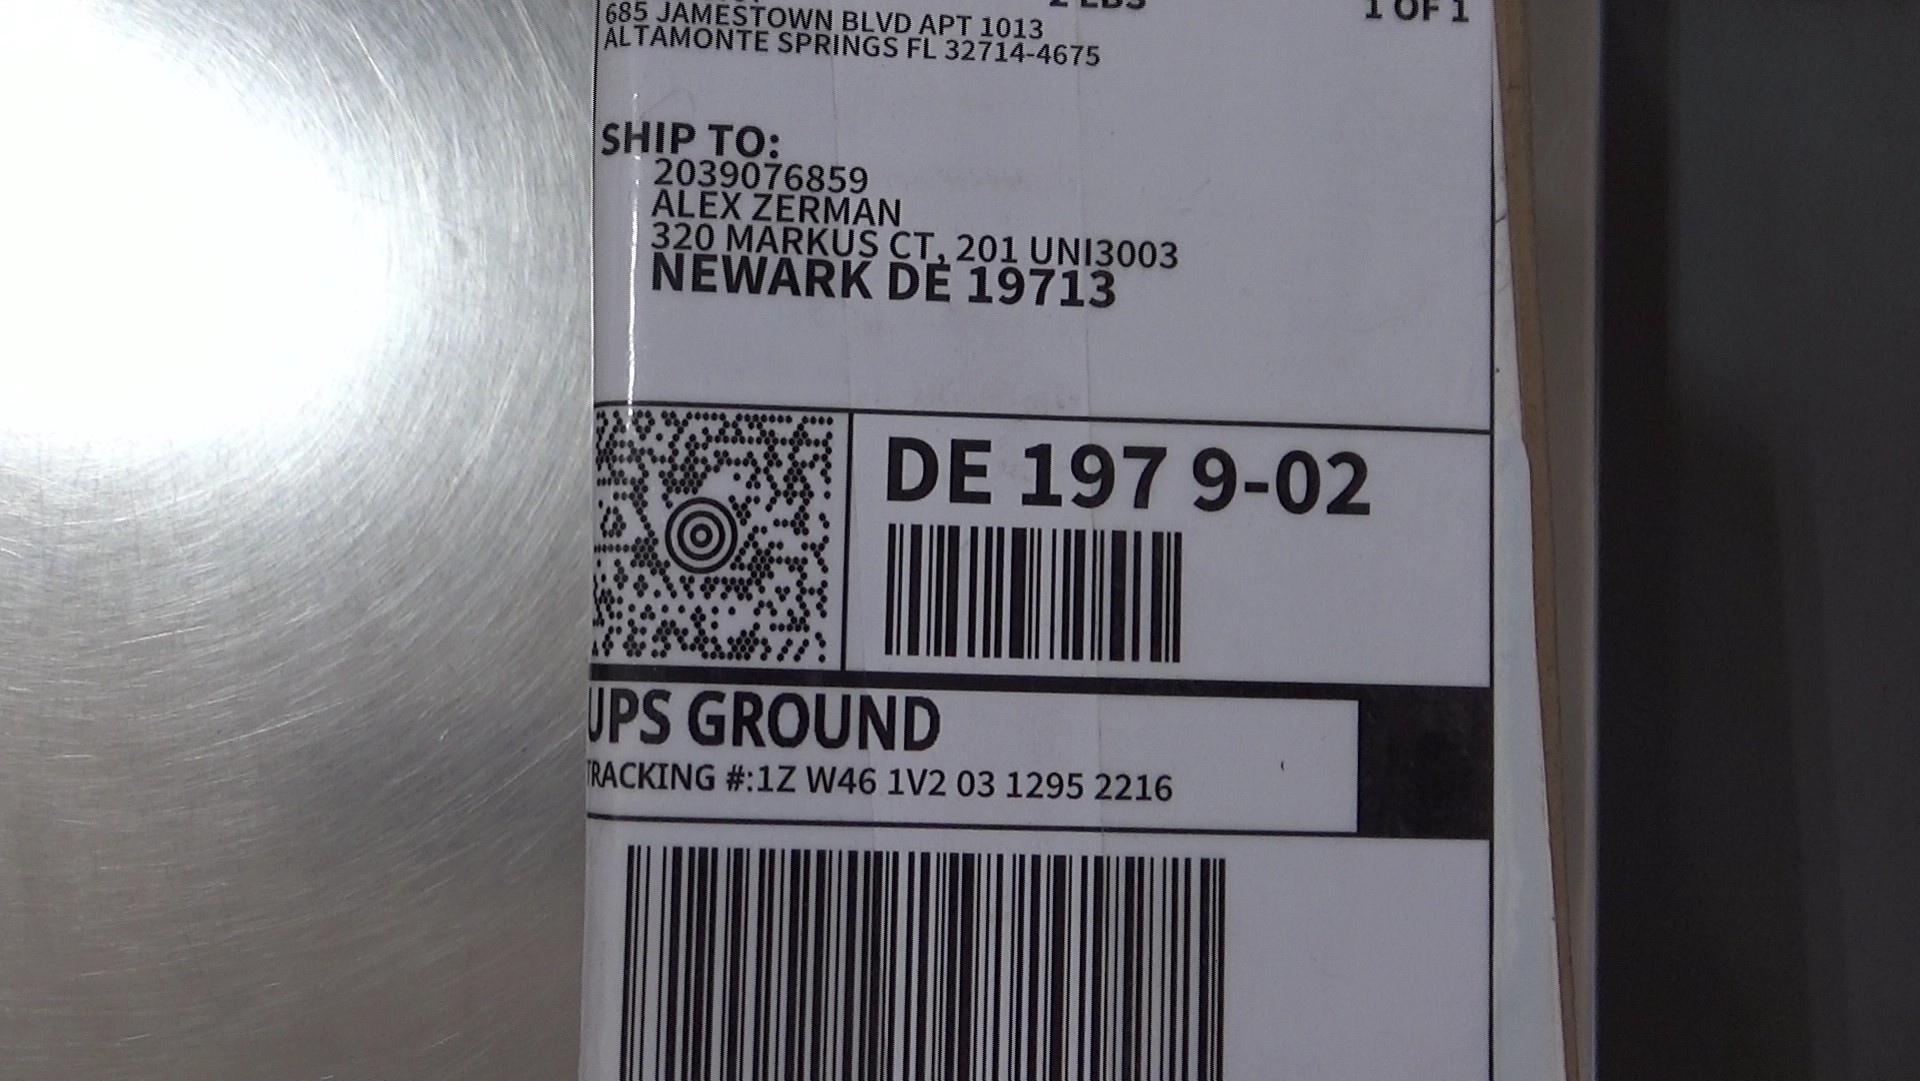 2 LBS
1 OF 1
685 JAMESTOWN BLVD APT 1013
ALTAMONTE SPRINGS FL 32714-4675
SHIP TO:
2039076859
ALEX ZERMAN
320 MARKUS CT, 201 UNI3003
NEWARK DE 19713
DE 197 9-02
UPS GROUND
TRACKING #:1Z W46 1V2 03 1295 2216